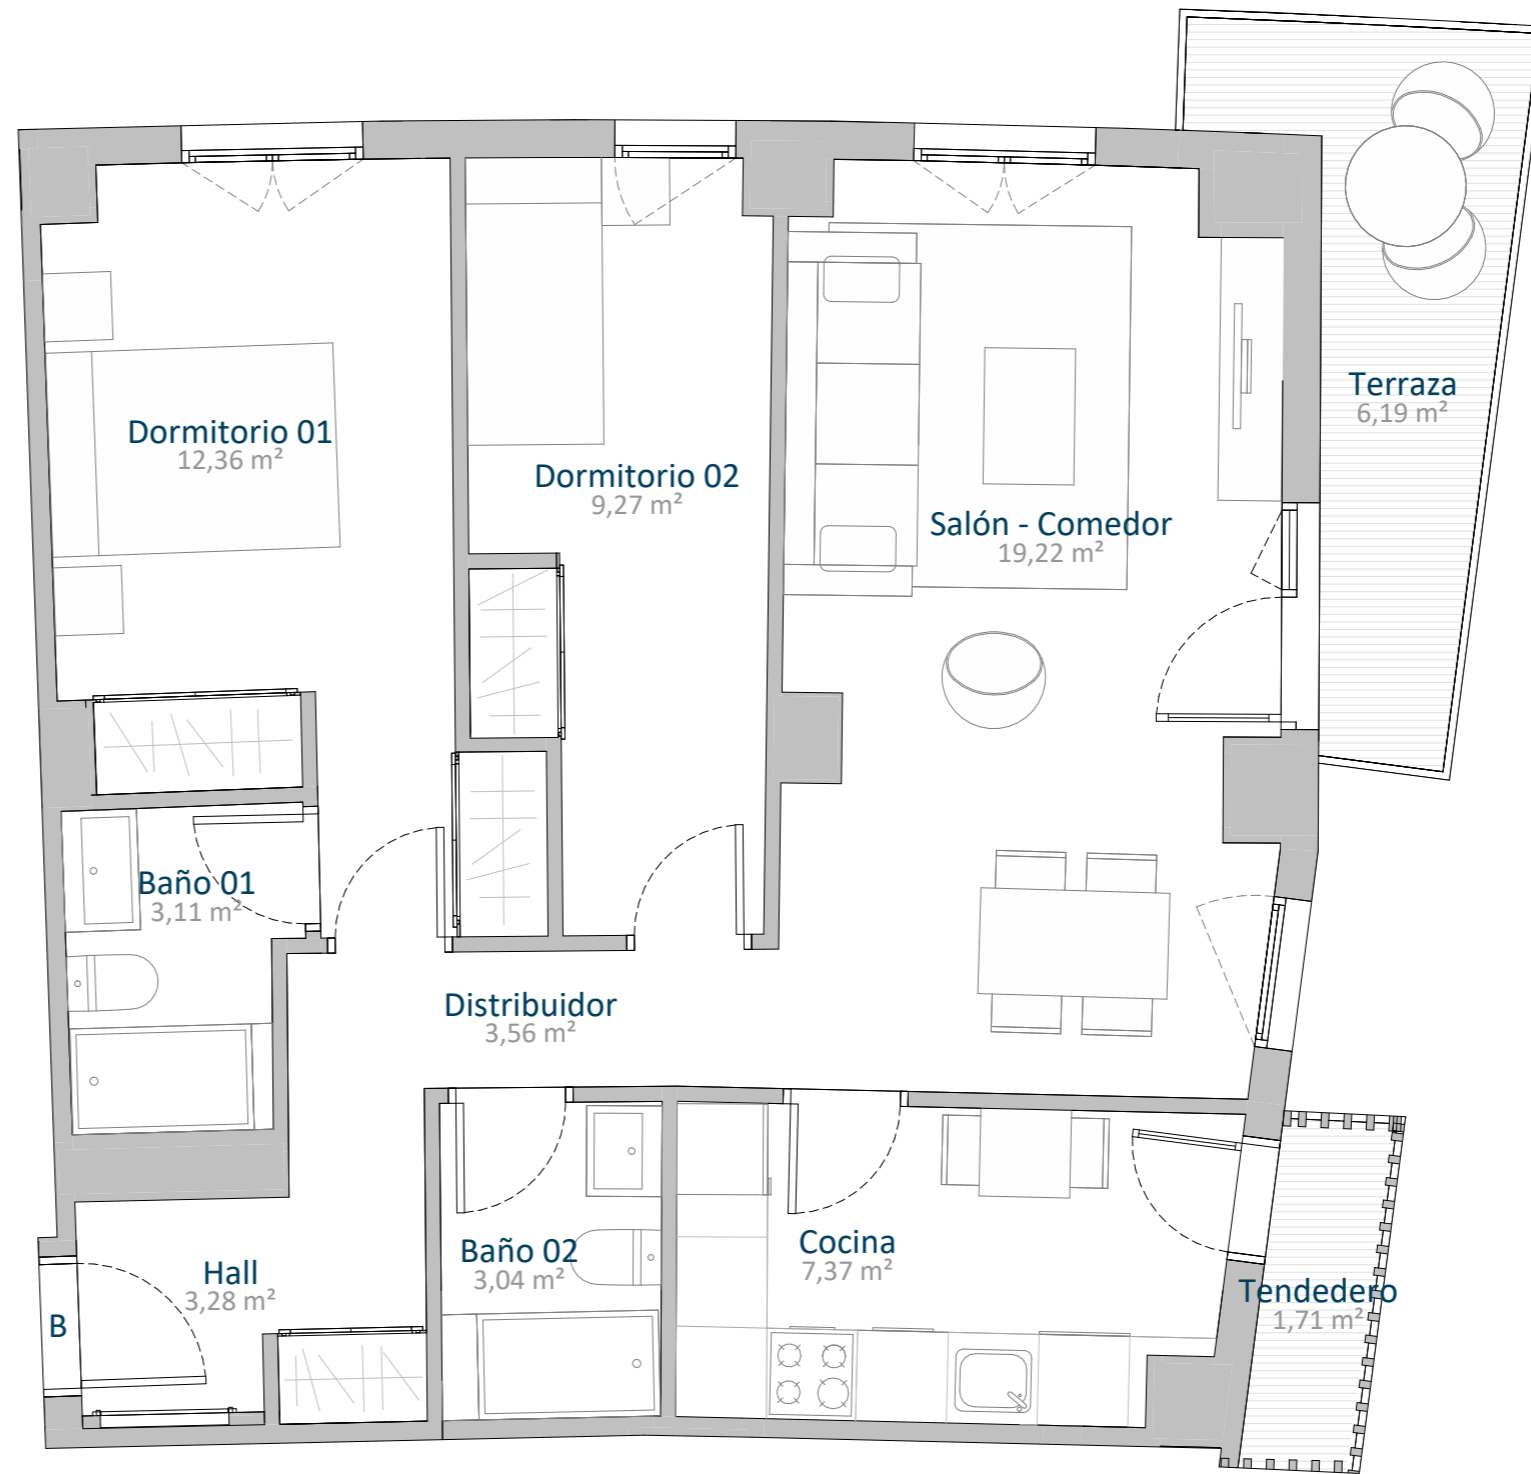 Terraza
6,19 m²
Dormitorio 01
12,36 m²
Dormitorio 02
9,27 m²
Salón - Comedor
19,22 m²
Baño 01
3,11 m²
Distribuidor
3,56 m²
Baño 02
3,04 m²
Cocina
7,37 m²
Hall
3,28 m²
Tendedero
1,71 m²
B